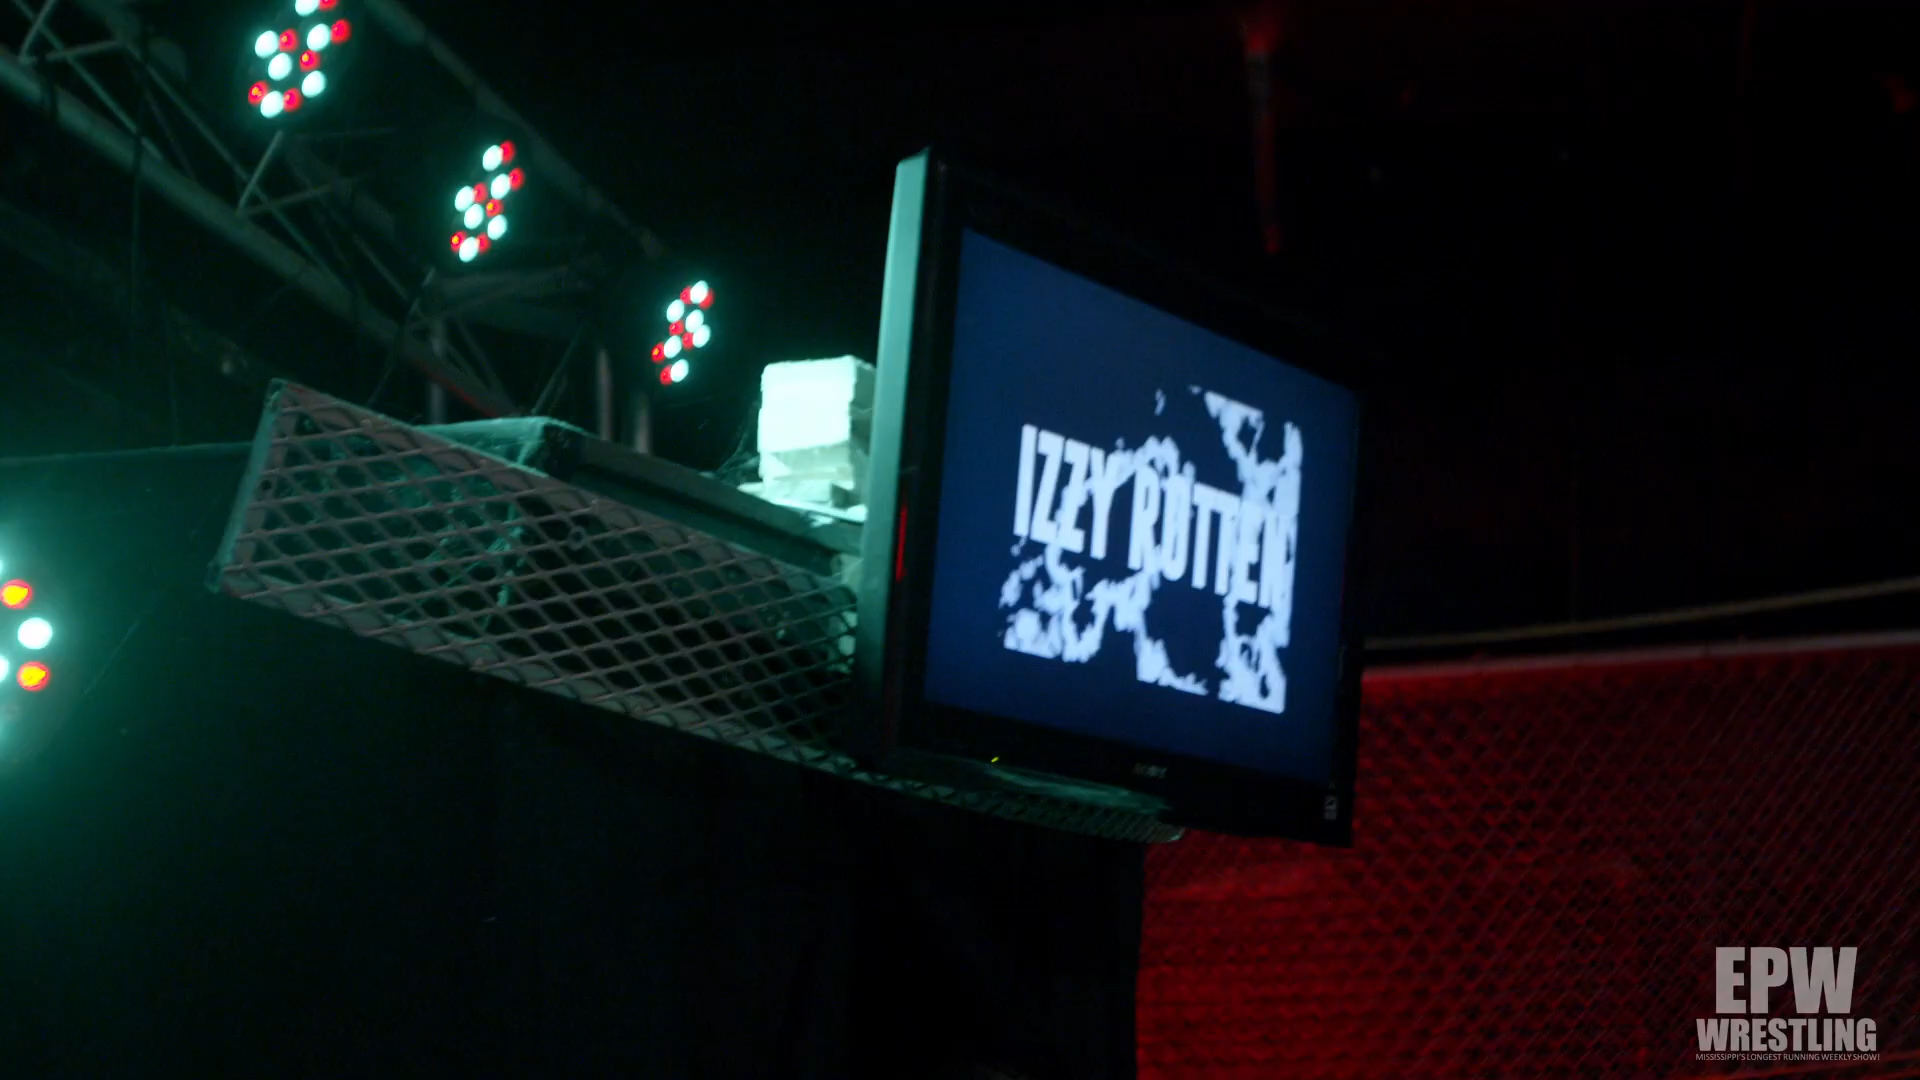 IZZY ROTTEN
EPW
WRESTLING
MISSISSIPPI'S LONGEST RUNNING WEEKLY SHOW!